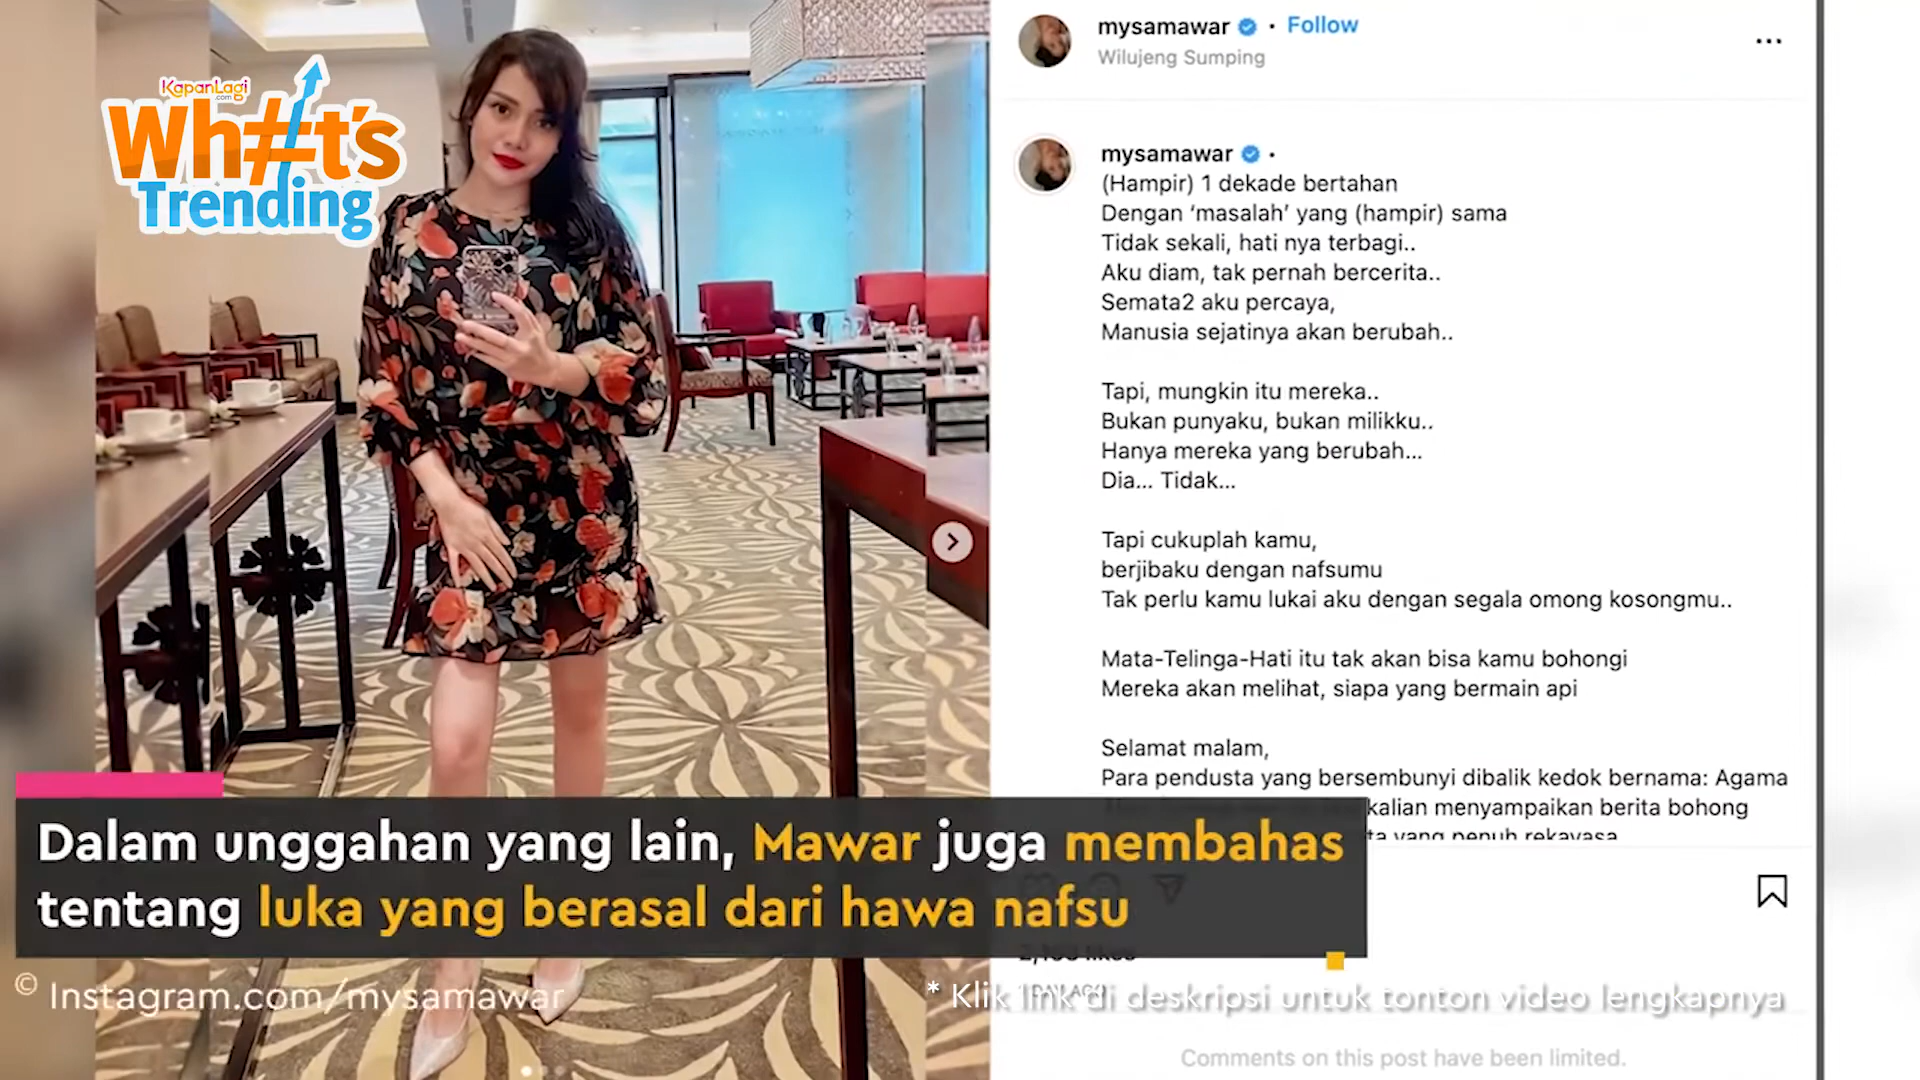 KapanLagi
.com
Wh#t's
Trending
mysamawar • Follow
Wilujeng Sumping
mysamawar •
(Hampir) 1 dekade bertahan
Dengan ‘masalah’ yang (hampir) sama
Tidak sekali, hati nya terbagi..
Aku diam, tak pernah bercerita..
Semata2 aku percaya,
Manusia sejatinya akan berubah..
Tapi, mungkin itu mereka..
Bukan punyaku, bukan milikku..
Hanya mereka yang berubah...
Dia... Tidak...
Tapi cukuplah kamu,
berjibaku dengan nafsumu
Tak perlu kamu lukai aku dengan segala omong kosongmu..
Mata-Telinga-Hati itu tak akan bisa kamu bohongi
Mereka akan melihat, siapa yang bermain api
Selamat malam,
Para pendusta yang bersembunyi dibalik kedok bernama: Agama
kalian menyampaikan berita bohong
yang penuh rekayasa
Dalam unggahan yang lain, Mawar juga membahas
tentang luka yang berasal dari hawa nafsu
likes
© Instagram.com/mysamawar
* Klik link di deskripsi untuk tonton video lengkapnya
Comments on this post have been limited.